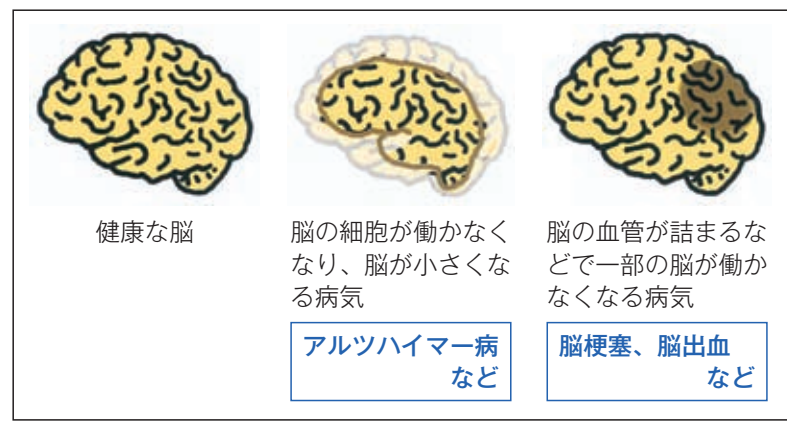 健康な脳
脳の細胞が働かなく
なり、脳が小さくな
る病気
アルツハイマー病
など
脳の血管が詰まるな
どで一部の脳が働か
なくなる病気
脳梗塞、脳出血
など